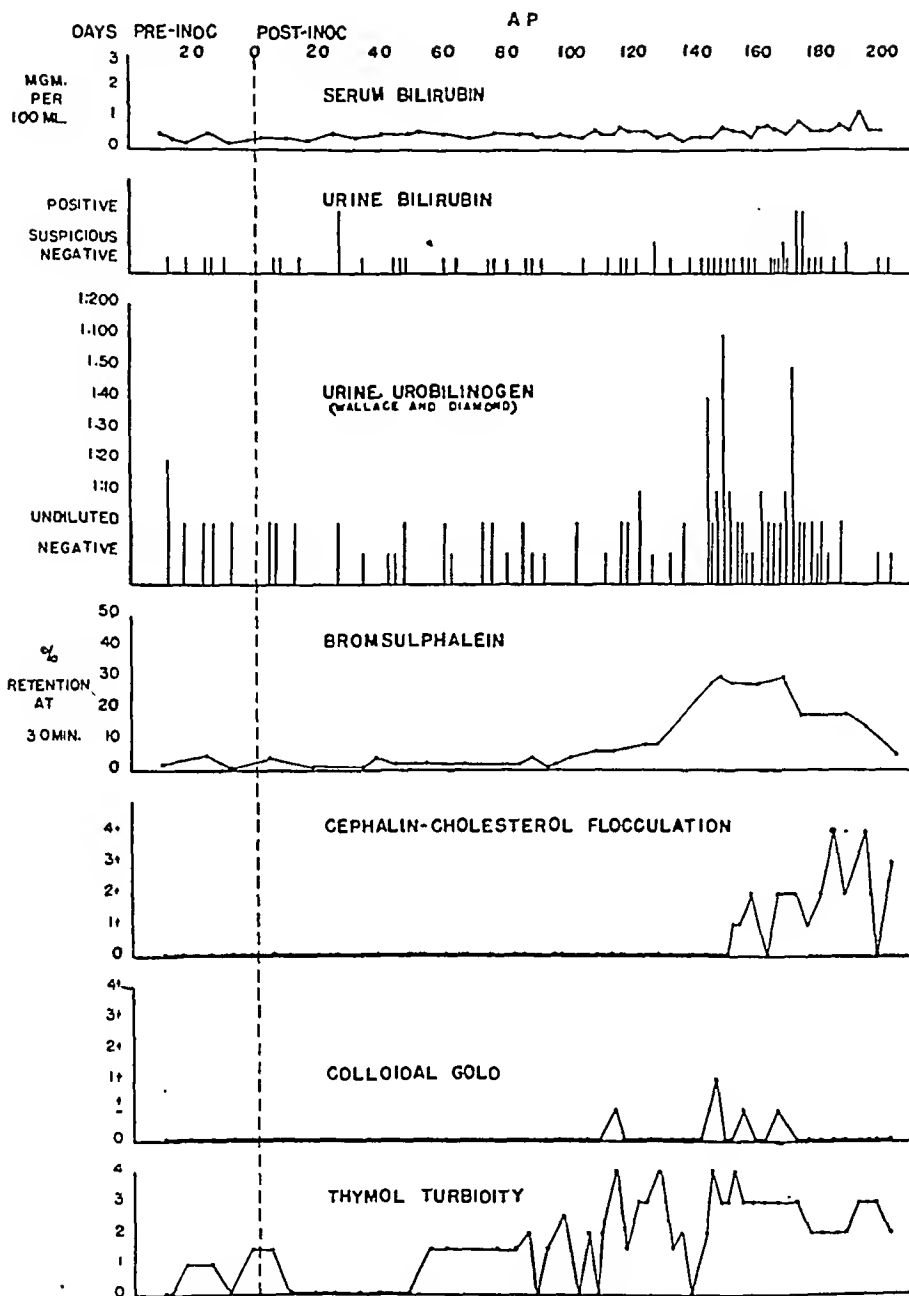 A P
DAYS PRE-INOC POST-INOC
20 0 20 40 60 80 100 120 140 160 180 200
3
2
1
0
MGM.
PER
100 ML.
SERUM BILIRUBIN
URINE BILIRUBIN
POSITIVE
SUSPICIOUS
NEGATIVE
1:200
1:100
1:50
1:40
1:30
1:20
1:10
UNDILUTED
NEGATIVE
URINE UROBILINOGEN
(WALLACE AND DIAMOND)
50
40
30
20
10
0
%
RETENTION
AT
30 MIN.
BROMSULPHALEIN
CEPHALIN-CHOLESTEROL FLOCCULATION
4+
3+
2+
1+
0
4+
3+
2+
1+
±
0
COLLOIDAL GOLD
4
3
2
1
0
THYMOL TURBIDITY